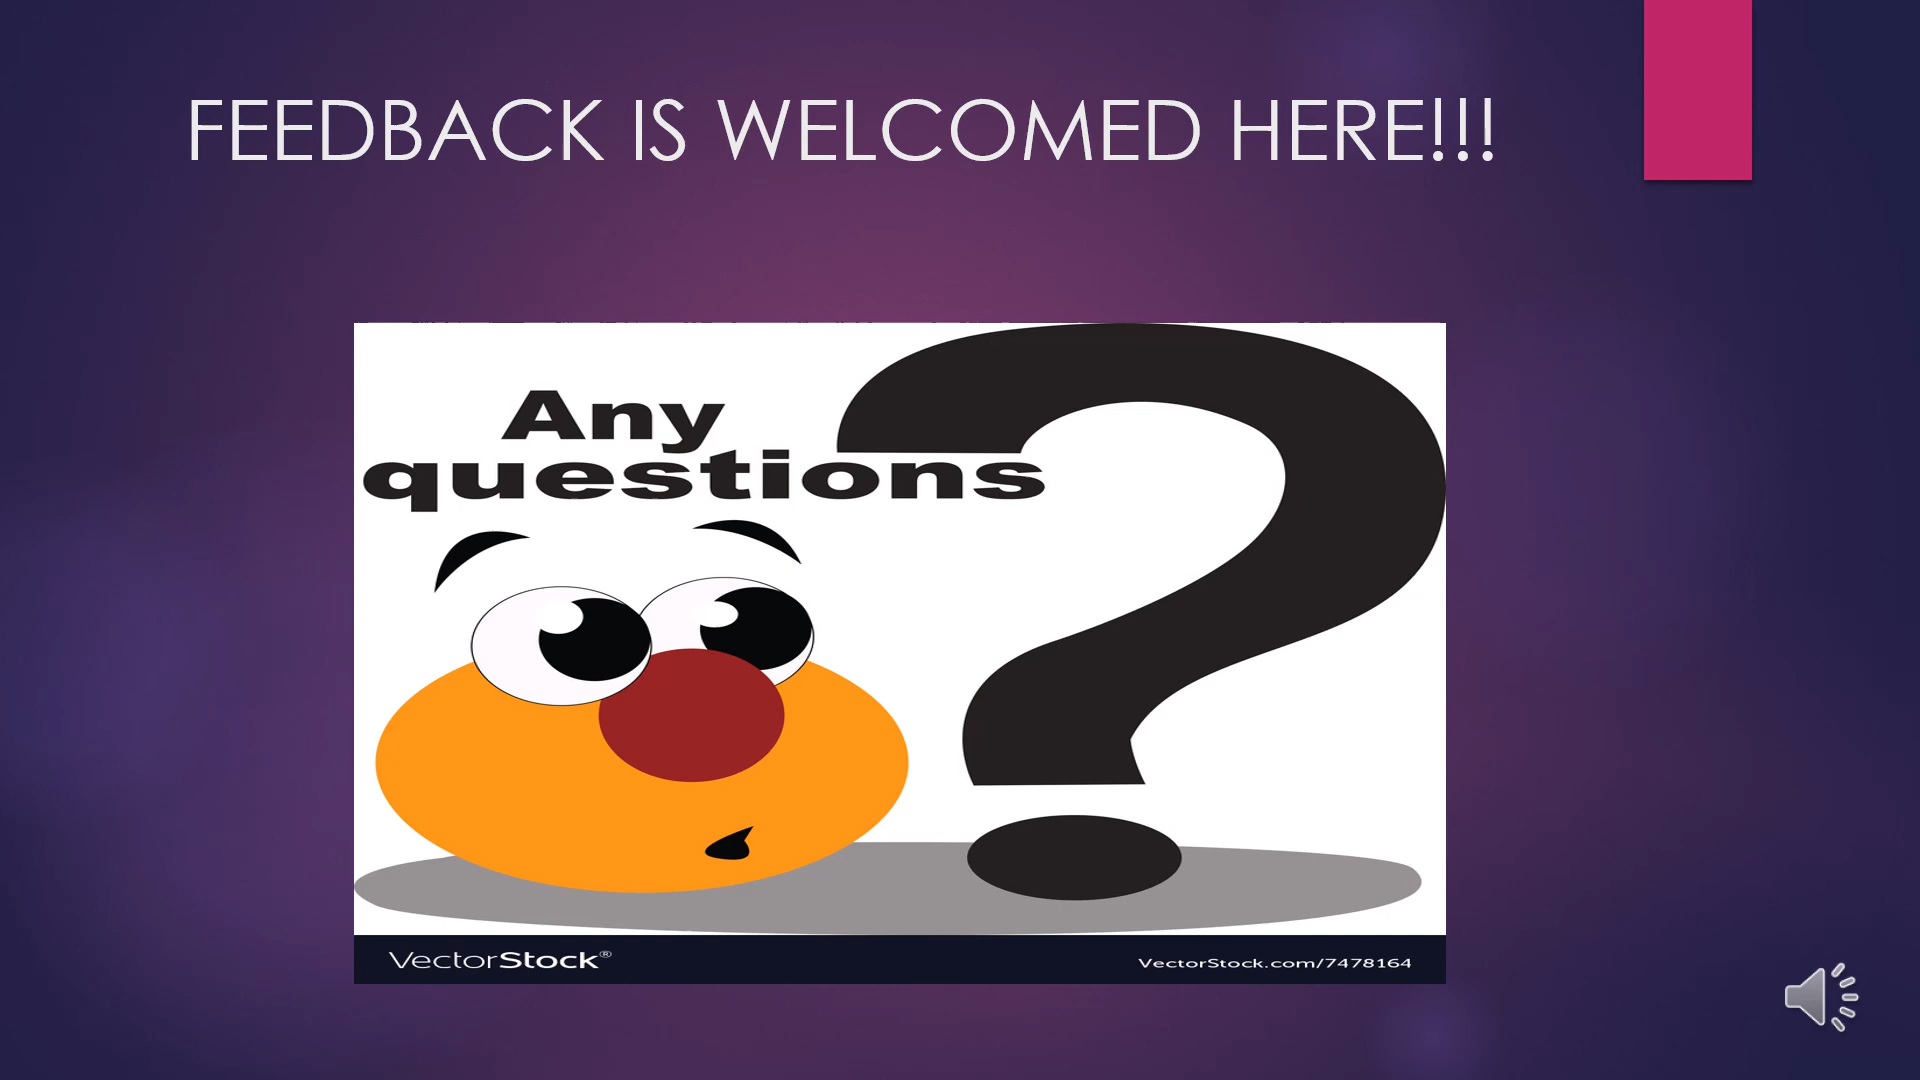 FEEDBACK IS WELCOMED HERE!!!
Any
questions
VectorStock®
VectorStock.com/7478164